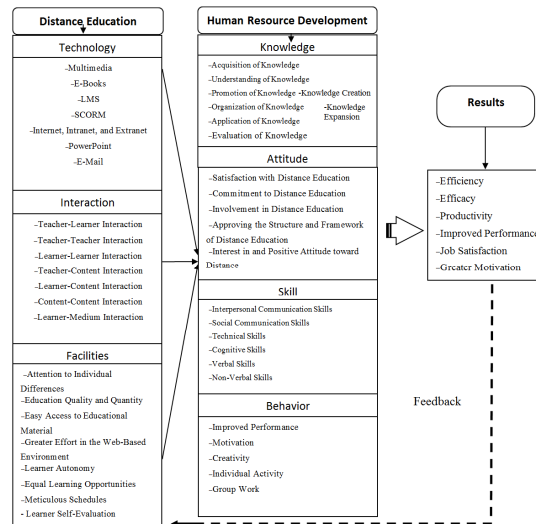 Distance Education
Technology
-Multimedia
-E-Books
-LMS
-SCORM
-Internet, Intranet, and Extranet
-PowerPoint
-E-Mail
Interaction
-Teacher-Learner Interaction
-Teacher-Teacher Interaction
-Learner-Learner Interaction
-Teacher-Content Interaction
-Learner-Content Interaction
-Content-Content Interaction
-Learner-Medium Interaction
Facilities
-Attention to Individual
Differences
-Education Quality and Quantity
-Easy Access to Educational
Material
-Greater Effort in the Web-Based
Environment
-Learner Autonomy
-Equal Learning Opportunities
-Meticulous Schedules
- Learner Self-Evaluation
Human Resource Development
Knowledge
-Acquisition of Knowledge
-Understanding of Knowledge
-Promotion of Knowledge -Knowledge Creation
-Organization of Knowledge -Knowledge
Expansion
-Application of Knowledge
-Evaluation of Knowledge
Attitude
-Satisfaction with Distance Education
-Commitment to Distance Education
-Involvement in Distance Education
-Approving the Structure and Framework
of Distance Education
-Interest in and Positive Attitude toward
Distance
Skill
-Interpersonal Communication Skills
-Social Communication Skills
-Technical Skills
-Cognitive Skills
-Verbal Skills
-Non-Verbal Skills
Behavior
-Improved Performance
-Motivation
-Creativity
-Individual Activity
-Group Work
Results
-Efficiency
-Efficacy
-Productivity
-Improved Performance
-Job Satisfaction
-Greater Motivation
Feedback